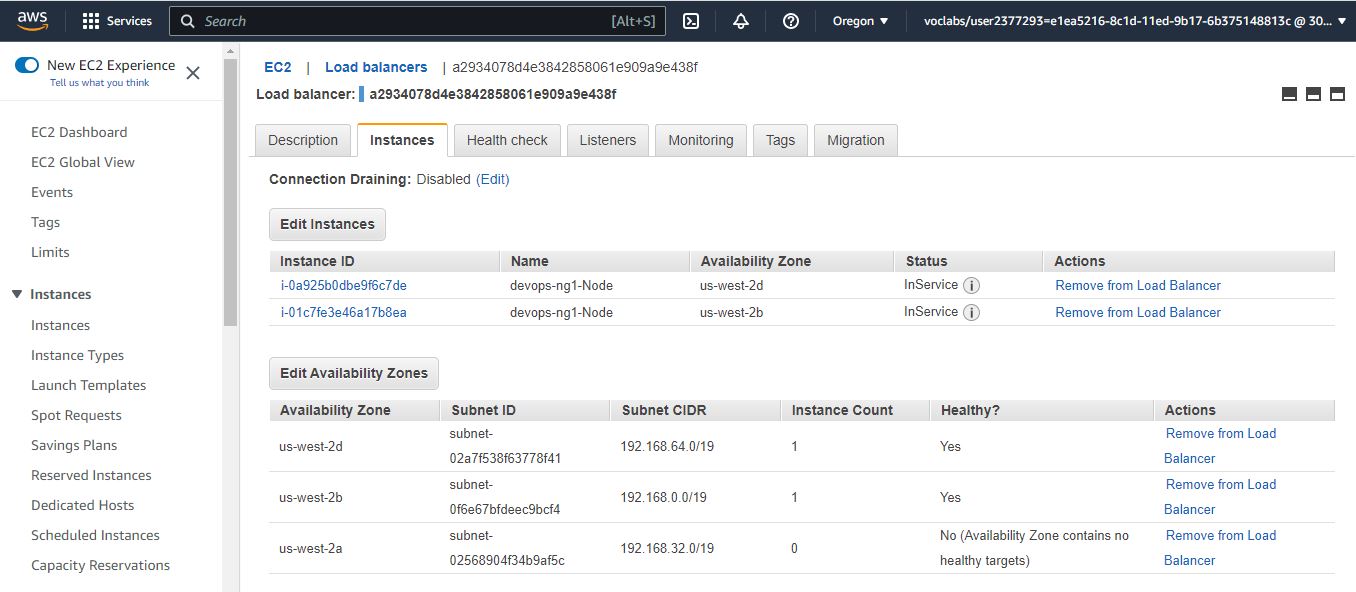 aws
Services
Search [Alt+S]
Oregon
voclabs/user2377293=e1ea5216-8c1d-11ed-9b17-6b375148813c @ 30...
New EC2 Experience
Tell us what you think
EC2 Dashboard
EC2 Global View
Events
Tags
Limits
Instances
Instances
Instance Types
Launch Templates
Spot Requests
Savings Plans
Reserved Instances
Dedicated Hosts
Scheduled Instances
Capacity Reservations
EC2 | Load balancers | a2934078d4e3842858061e909a9e438f
Load balancer: a2934078d4e3842858061e909a9e438f
Description Instances Health check Listeners Monitoring Tags Migration
Connection Draining: Disabled (Edit)
Edit Instances
Instance ID Name Availability Zone Status Actions
i-0a925b0dbe9f6c7de devops-ng1-Node us-west-2d InService i Remove from Load Balancer
i-01c7fe3e46a17b8ea devops-ng1-Node us-west-2b InService i Remove from Load Balancer
Edit Availability Zones
Availability Zone Subnet ID Subnet CIDR Instance Count Healthy? Actions
us-west-2d subnet-02a7f538f63778f41 192.168.64.0/19 1 Yes Remove from Load Balancer
us-west-2b subnet-0f6e67bfdeec9bcf4 192.168.0.0/19 1 Yes Remove from Load Balancer
us-west-2a subnet-02568904f34b9af5c 192.168.32.0/19 0 No (Availability Zone contains no healthy targets) Remove from Load Balancer